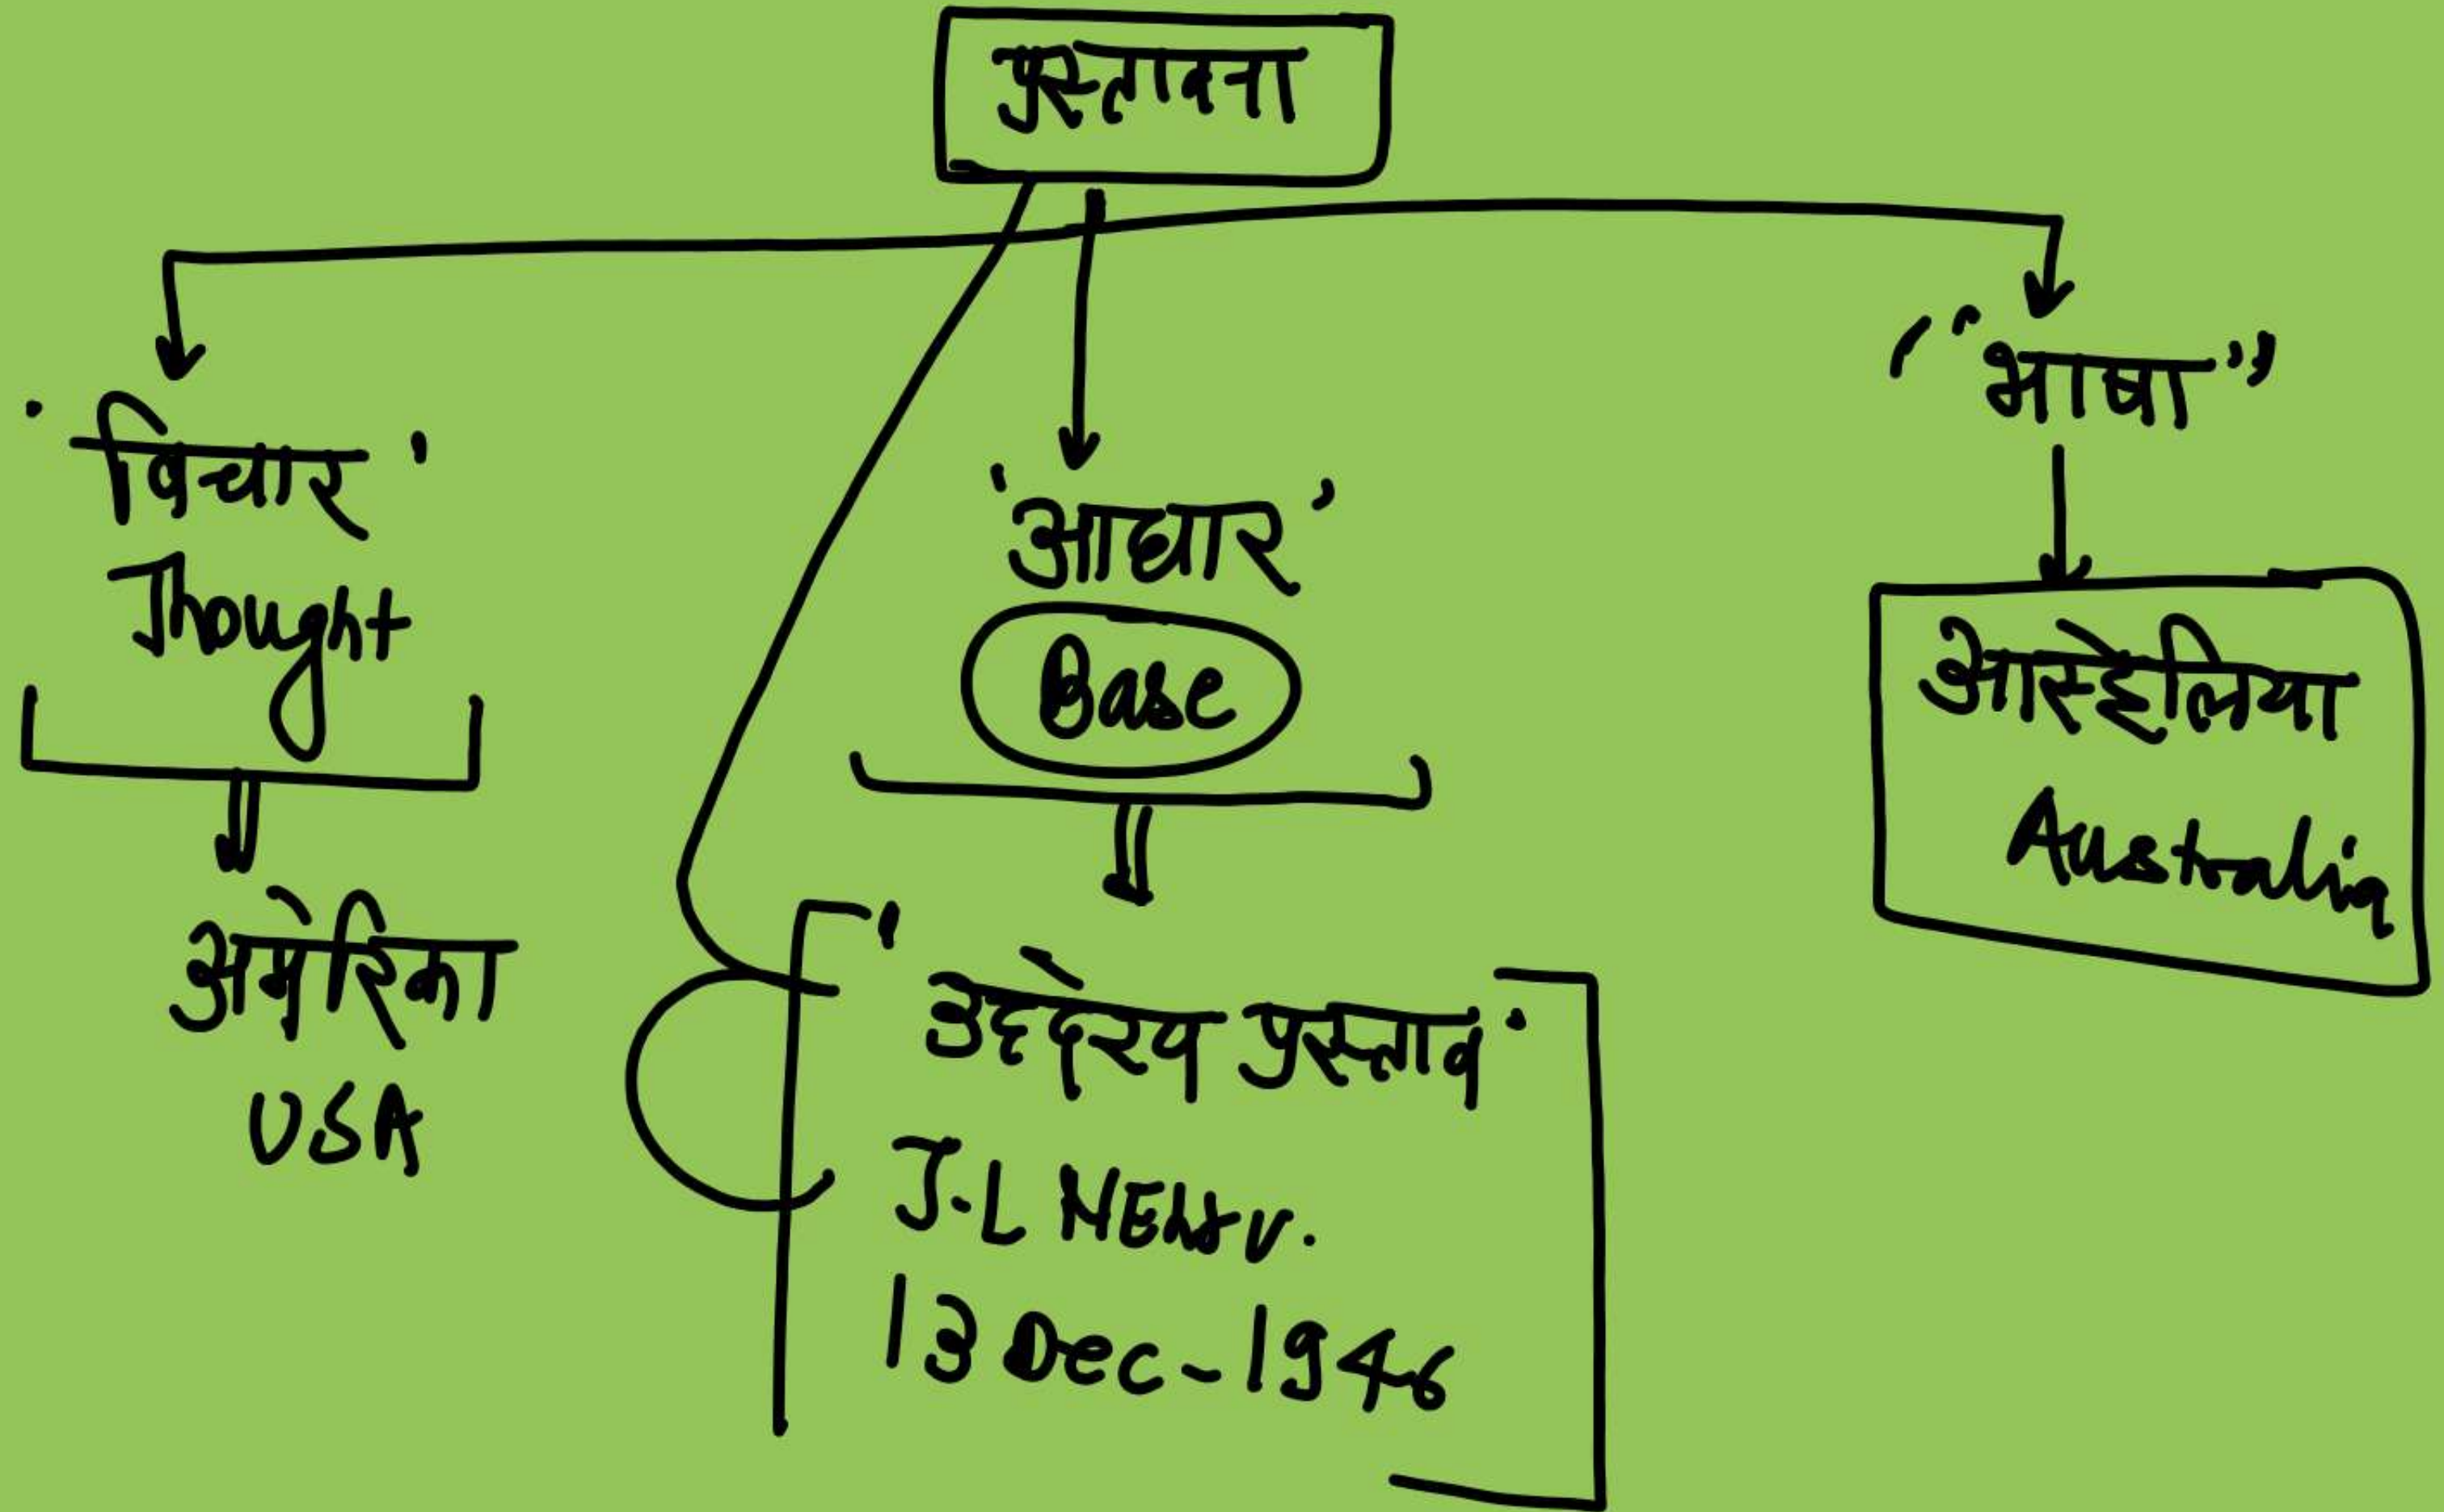 प्रस्तावना
'विचार'
Thought
अमेरिका
USA
'आधार'
Base
'उद्देश्य प्रस्ताव'
J.L NEhru.
13 Dec-1946
"भाषा"
आस्ट्रेलिया
Australia